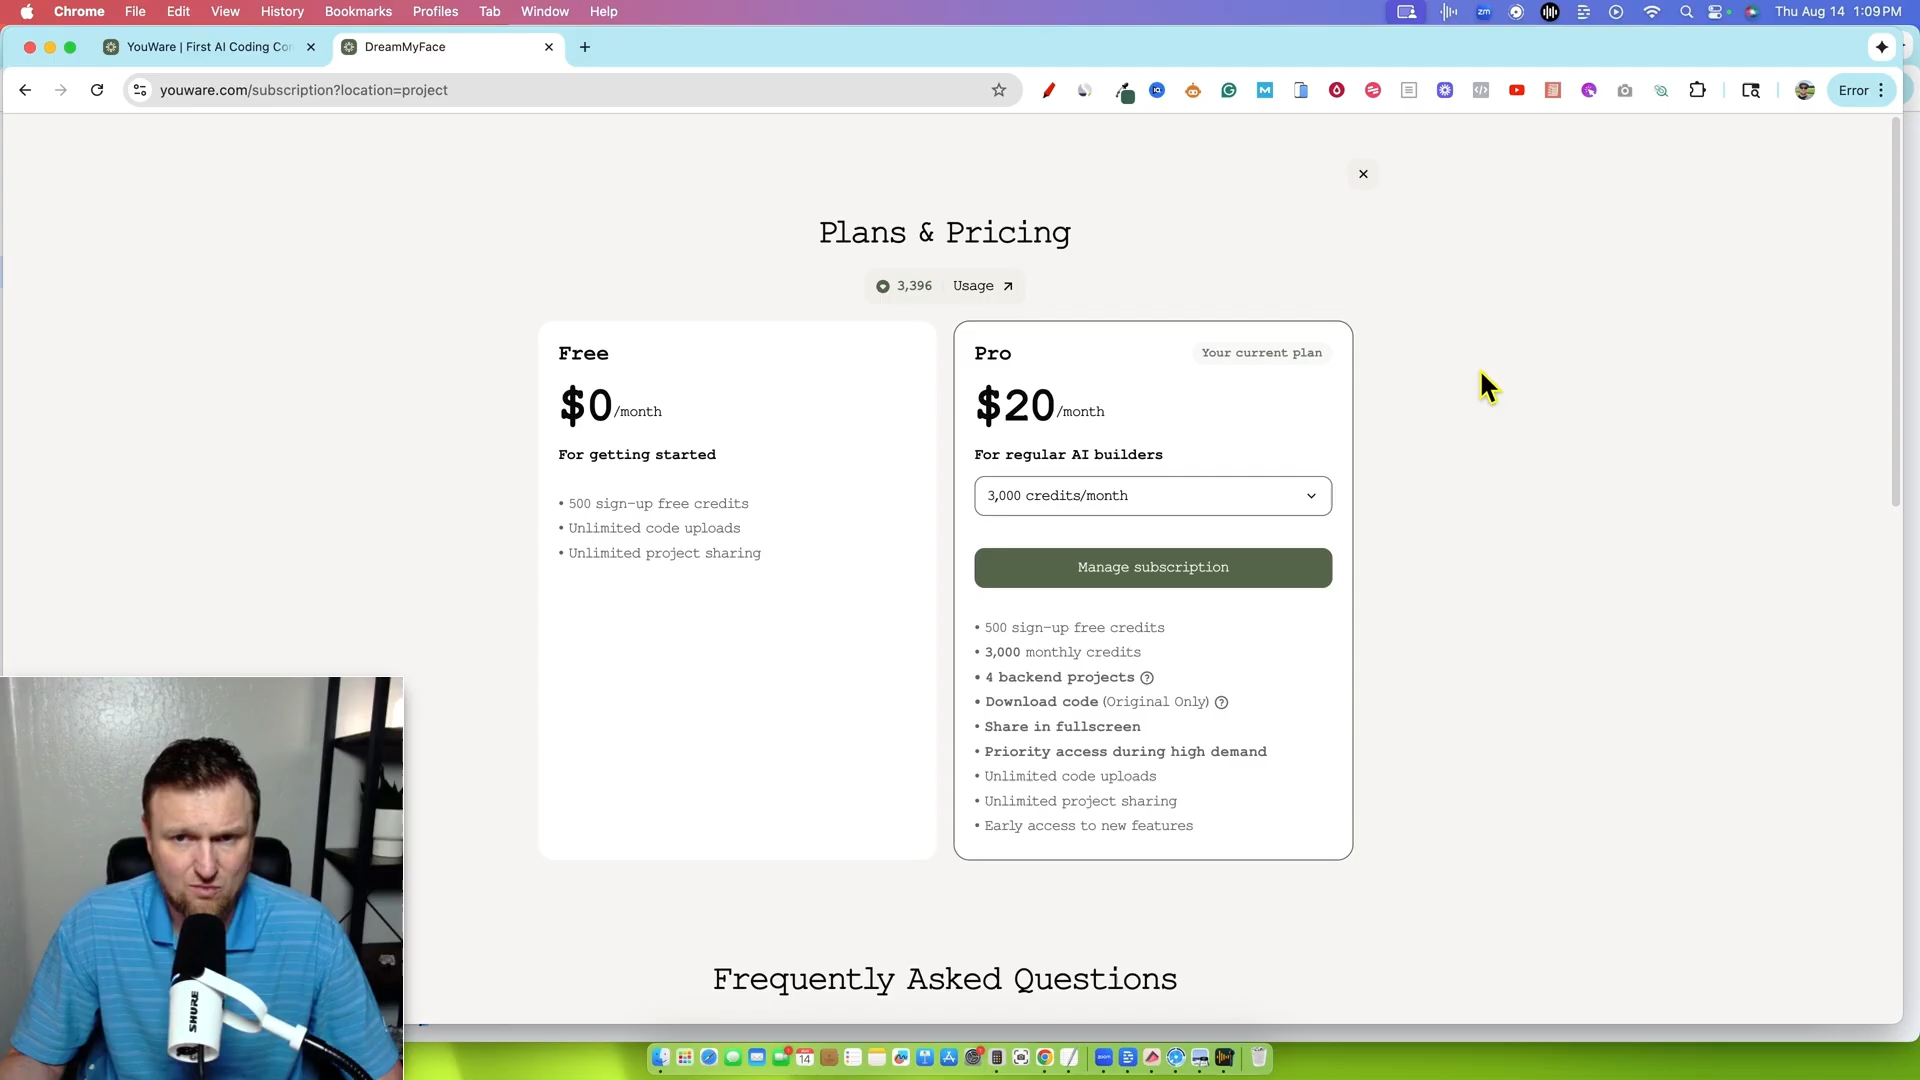 Chrome File Edit View History Bookmarks Profiles Tab Window Help
zm
Thu Aug 14 1:09 PM
YouWare | First AI Coding Co
DreamMyFace
youware.com/subscription?location=project
Error
Plans & Pricing
3,396 Usage
Free
$0/month
For getting started
• 500 sign-up free credits
• Unlimited code uploads
• Unlimited project sharing
Pro
Your current plan
$20/month
For regular AI builders
3,000 credits/month
Manage subscription
• 500 sign-up free credits
• 3,000 monthly credits
• 4 backend projects
• Download code (Original Only)
• Share in fullscreen
• Priority access during high demand
• Unlimited code uploads
• Unlimited project sharing
• Early access to new features
Frequently Asked Questions
SHURE
14
zoom